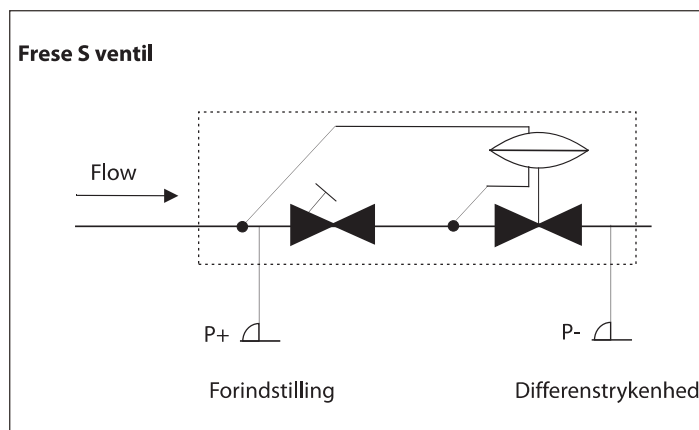 Frese S ventil
Flow
P+
P-
Forindstilling
Differenstrykenhed